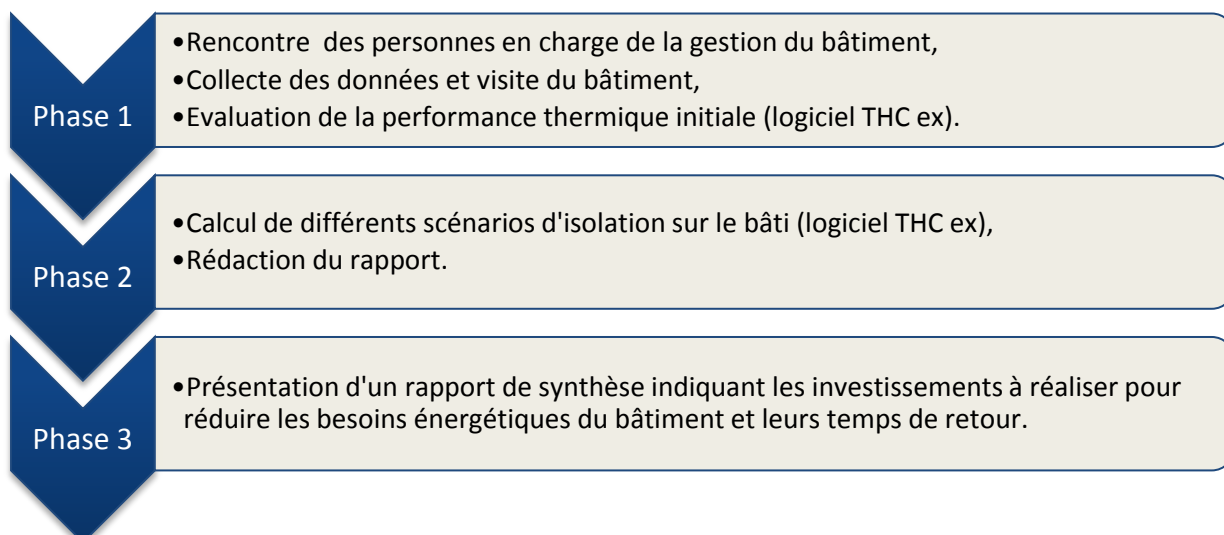 Phase 1
•Rencontre  des personnes en charge de la gestion du bâtiment,
•Collecte des données et visite du bâtiment,
•Evaluation de la performance thermique initiale (logiciel THC ex).
Phase 2
•Calcul de différents scénarios d'isolation sur le bâti (logiciel THC ex),
•Rédaction du rapport.
Phase 3
•Présentation d'un rapport de synthèse indiquant les investissements à réaliser pour
réduire les besoins énergétiques du bâtiment et leurs temps de retour.